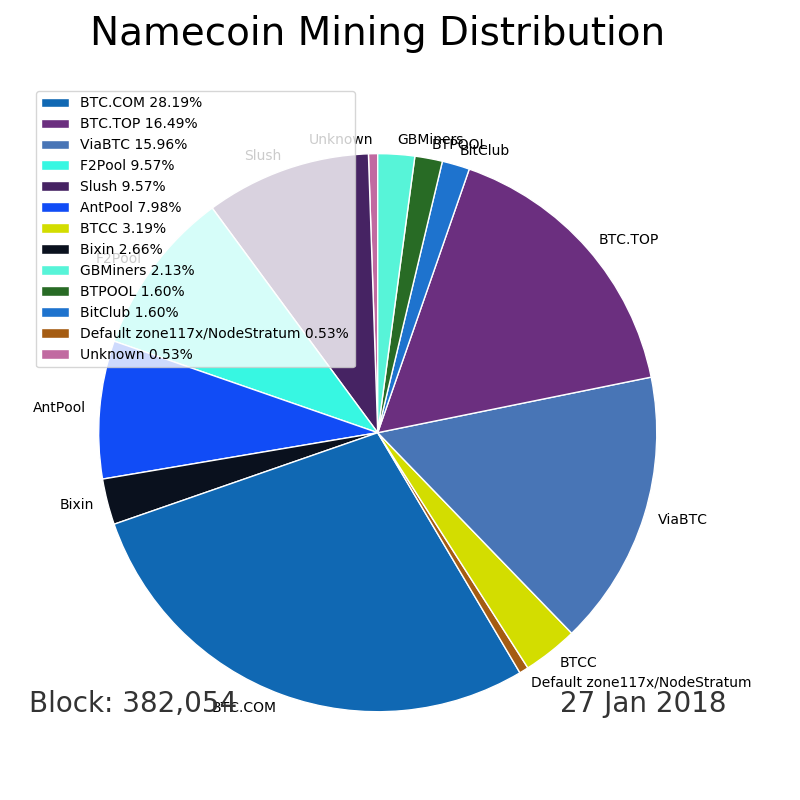 Namecoin Mining Distribution
BTC.COM 28.19%
BTC.TOP 16.49%
ViaBTC 15.96%
F2Pool 9.57%
Slush 9.57%
AntPool 7.98%
BTCC 3.19%
Bixin 2.66%
GBMiners 2.13%
BTPOOL 1.60%
BitClub 1.60%
Default zone117x/NodeStratum 0.53%
Unknown 0.53%
Unknown
GBMiners
BTPOOL
BitClub
Slush
BTC.TOP
F2Pool
AntPool
Bixin
ViaBTC
BTCC
Default zone117x/NodeStratum
BTC.COM
Block: 382,054
27 Jan 2018